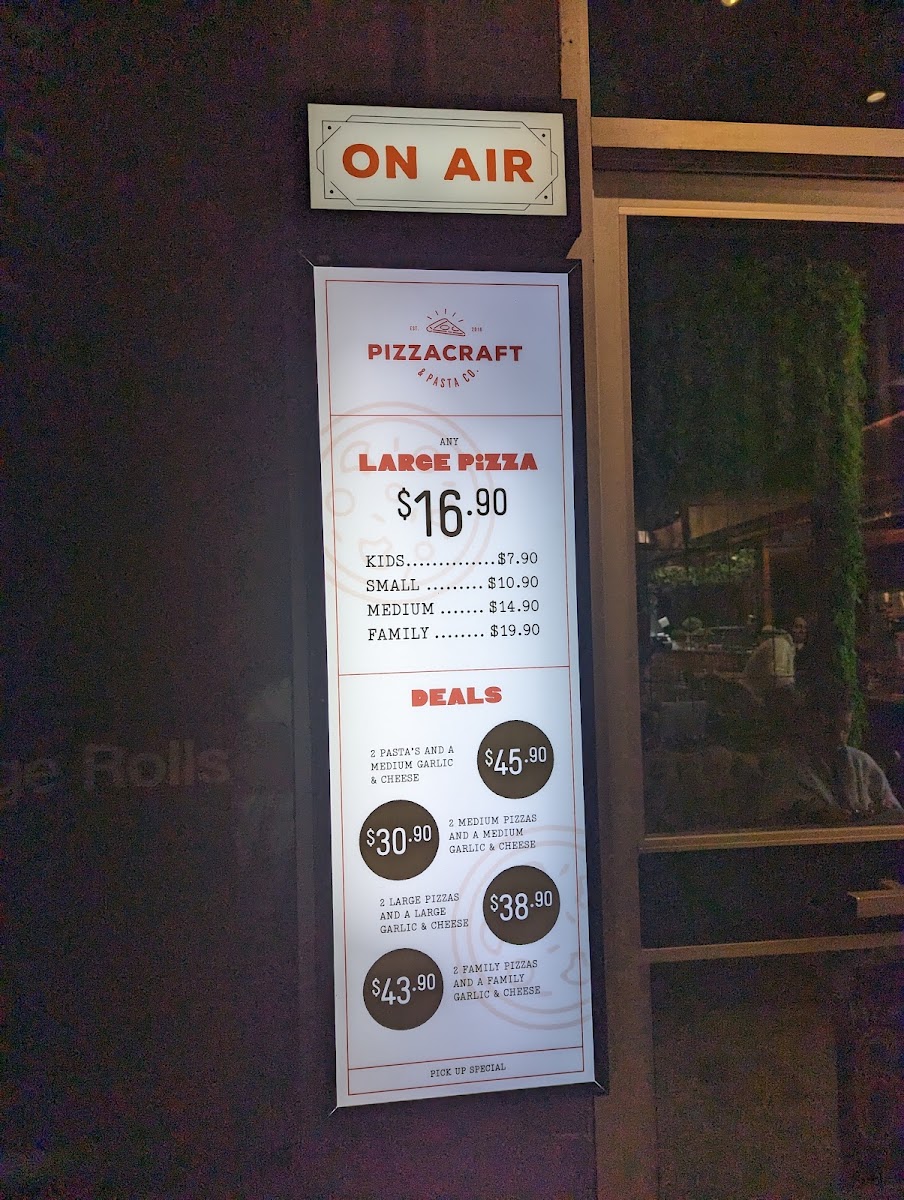 ON AIR
EST. 2018
PIZZACRAFT
& PASTA CO.
ANY
LARGE PiZZA
$16.90
KIDS..............$7.90
SMALL ......... $10.90
MEDIUM ....... $14.90
FAMILY ........ $19.90
DEALS
2 PASTA'S AND A
MEDIUM GARLIC
& CHEESE
$45.90
$30.90
2 MEDIUM PIZZAS
AND A MEDIUM
GARLIC & CHEESE
2 LARGE PIZZAS
AND A LARGE
GARLIC & CHEESE
$38.90
$43.90
2 FAMILY PIZZAS
AND A FAMILY
GARLIC & CHEESE
PICK UP SPECIAL
Rolls